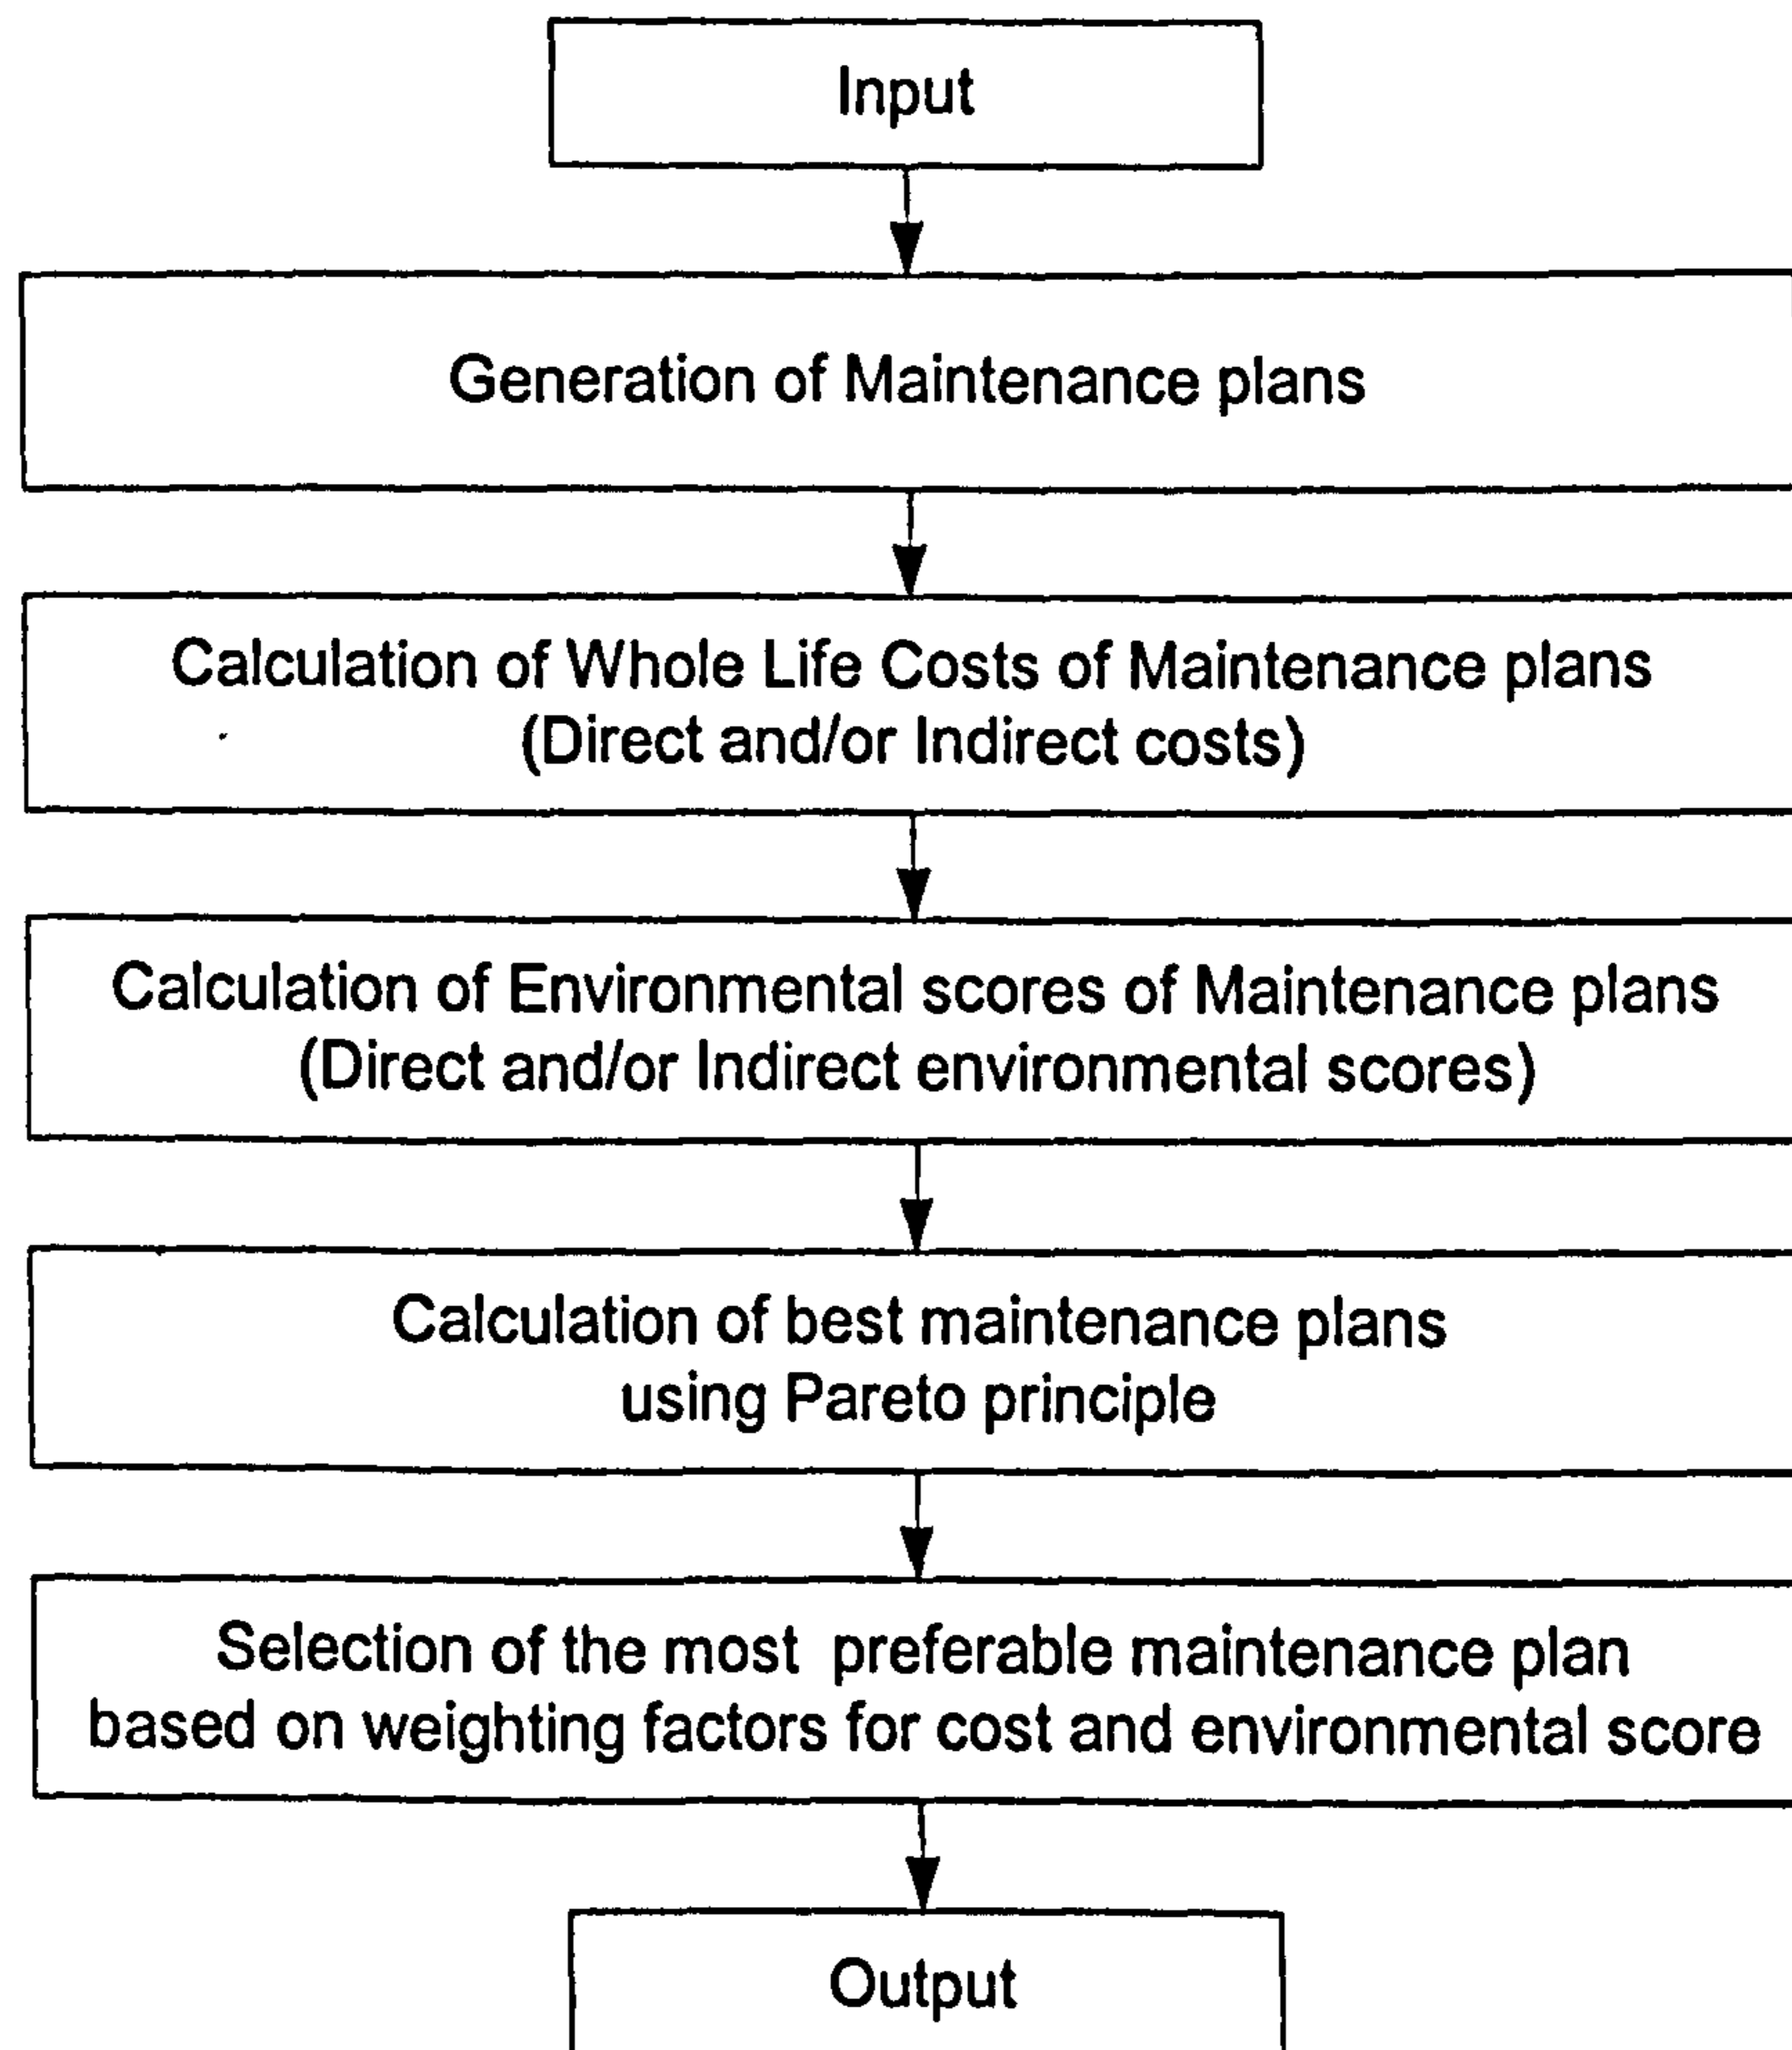 Input
Generation of Maintenance plans
Calculation of Whole Life Costs of Maintenance plans
(Direct and/or Indirect costs)
Calculation of Environmental scores of Maintenance plans
(Direct and/or Indirect environmental scores)
Calculation of best maintenance plans
using Pareto principle
Selection of the most preferable maintenance plan
based on weighting factors for cost and environmental score
Output